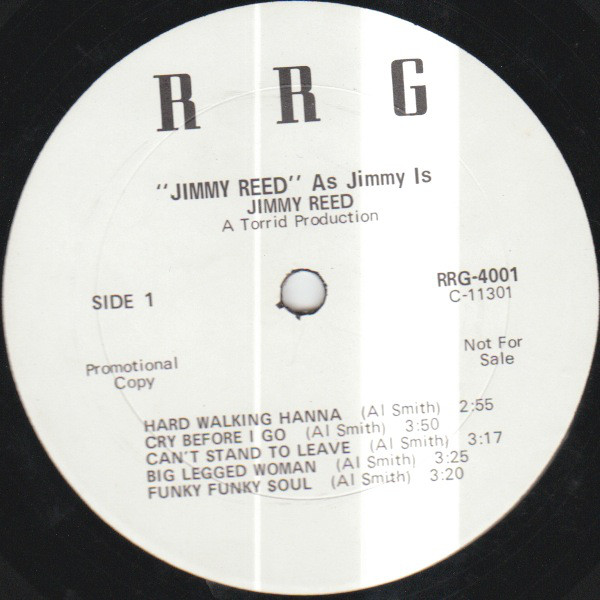 R R G
"JIMMY REED" As Jimmy Is
JIMMY REED
A Torrid Production
SIDE 1
RRG-4001
C-11301
Promotional
Copy
Not For
Sale
HARD WALKING HANNA (Al Smith) 2:55
CRY BEFORE I GO (Al Smith) 3:50
CAN'T STAND TO LEAVE (Al Smith) 3:17
BIG LEGGED WOMAN (Al Smith) 3:25
FUNKY FUNKY SOUL (Al Smith) 3:20